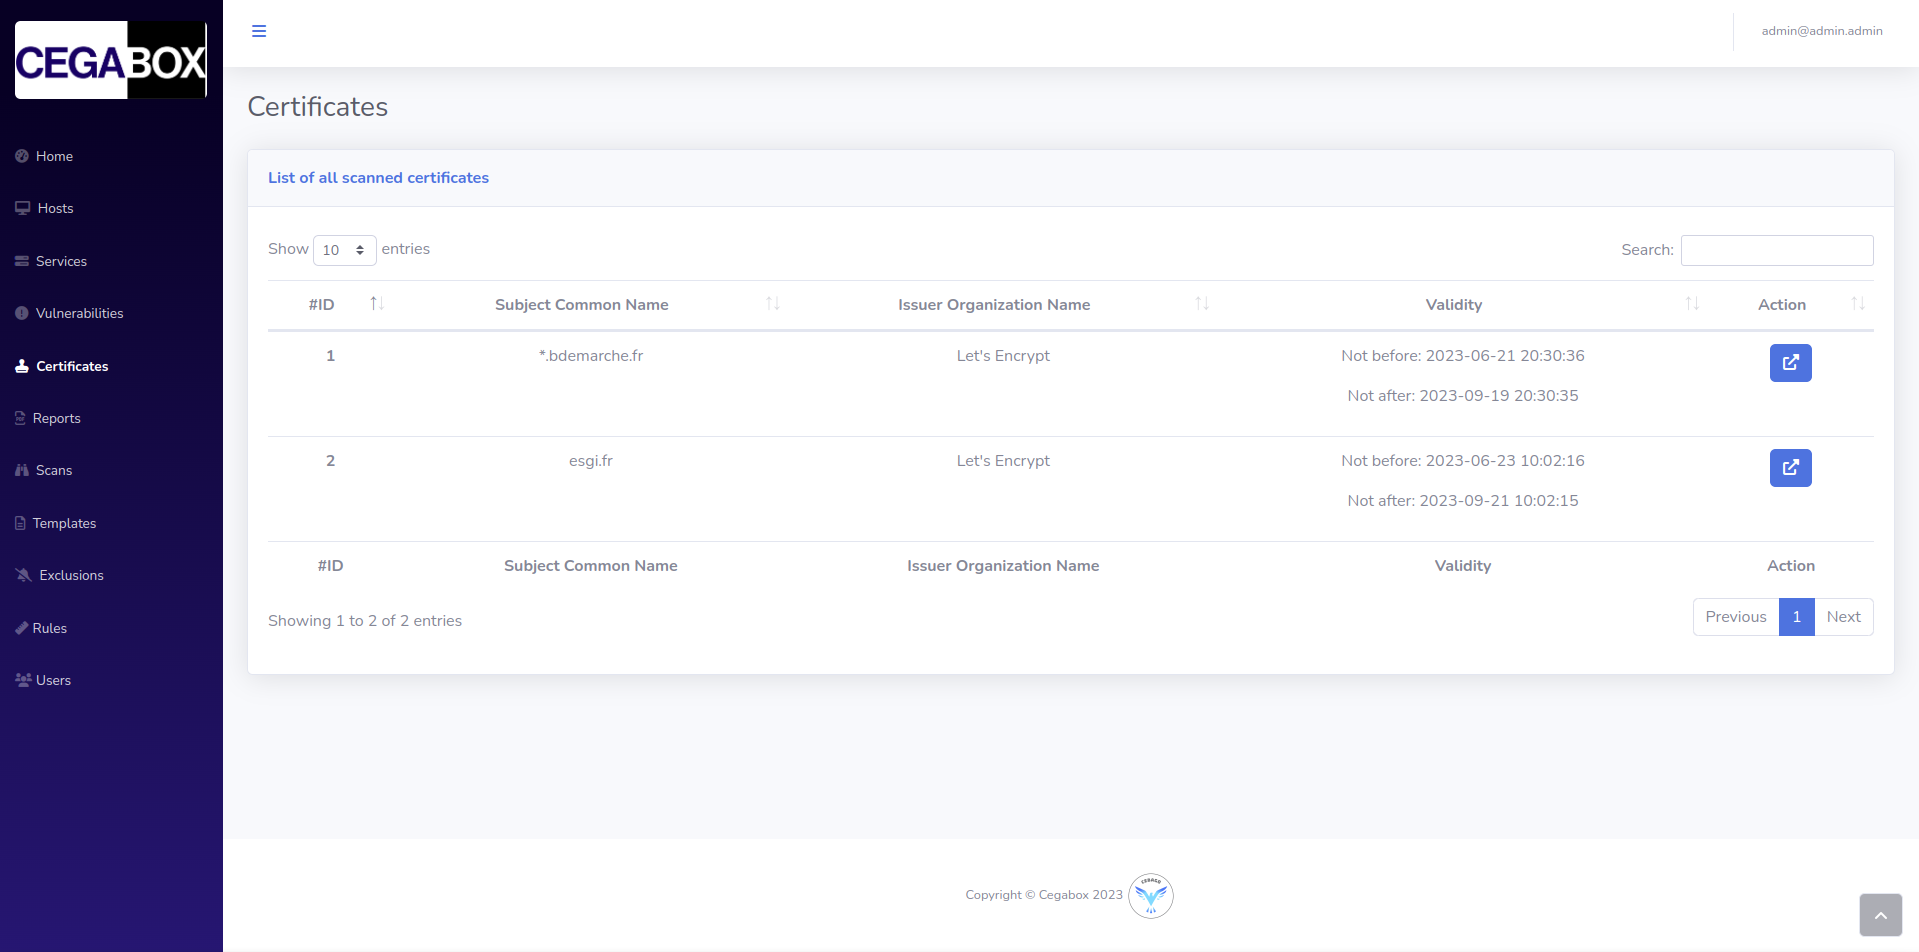 CEGABOX
admin@admin.admin
Home
Hosts
Services
Vulnerabilities
Certificates
Reports
Scans
Templates
Exclusions
Rules
Users
Certificates
List of all scanned certificates
Show 10 entries
Search:
#ID Subject Common Name Issuer Organization Name Validity Action
1 *.bdemarche.fr Let's Encrypt Not before: 2023-06-21 20:30:36
Not after: 2023-09-19 20:30:35
2 esgi.fr Let's Encrypt Not before: 2023-06-23 10:02:16
Not after: 2023-09-21 10:02:15
#ID Subject Common Name Issuer Organization Name Validity Action
Showing 1 to 2 of 2 entries
Previous 1 Next
Copyright © Cegabox 2023